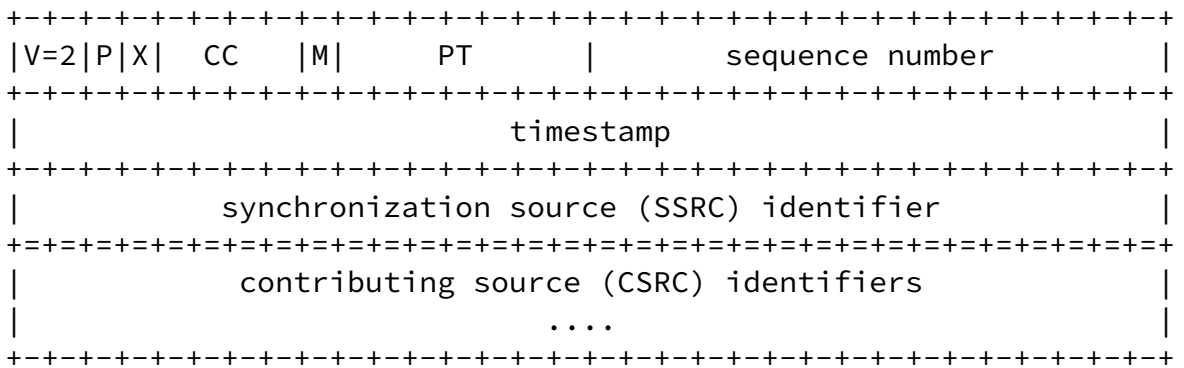 +-+-+-+-+-+-+-+-+-+-+-+-+-+-+-+-+-+-+-+-+-+-+-+-+-+-+-+-+-+-+-+-+
|V=2|P|X|  CC   |M|     PT      |       sequence number         |
+-+-+-+-+-+-+-+-+-+-+-+-+-+-+-+-+-+-+-+-+-+-+-+-+-+-+-+-+-+-+-+-+
|                           timestamp                           |
+-+-+-+-+-+-+-+-+-+-+-+-+-+-+-+-+-+-+-+-+-+-+-+-+-+-+-+-+-+-+-+-+
|           synchronization source (SSRC) identifier            |
+=+=+=+=+=+=+=+=+=+=+=+=+=+=+=+=+=+=+=+=+=+=+=+=+=+=+=+=+=+=+=+=+
|            contributing source (CSRC) identifiers             |
|                             ....                              |
+-+-+-+-+-+-+-+-+-+-+-+-+-+-+-+-+-+-+-+-+-+-+-+-+-+-+-+-+-+-+-+-+